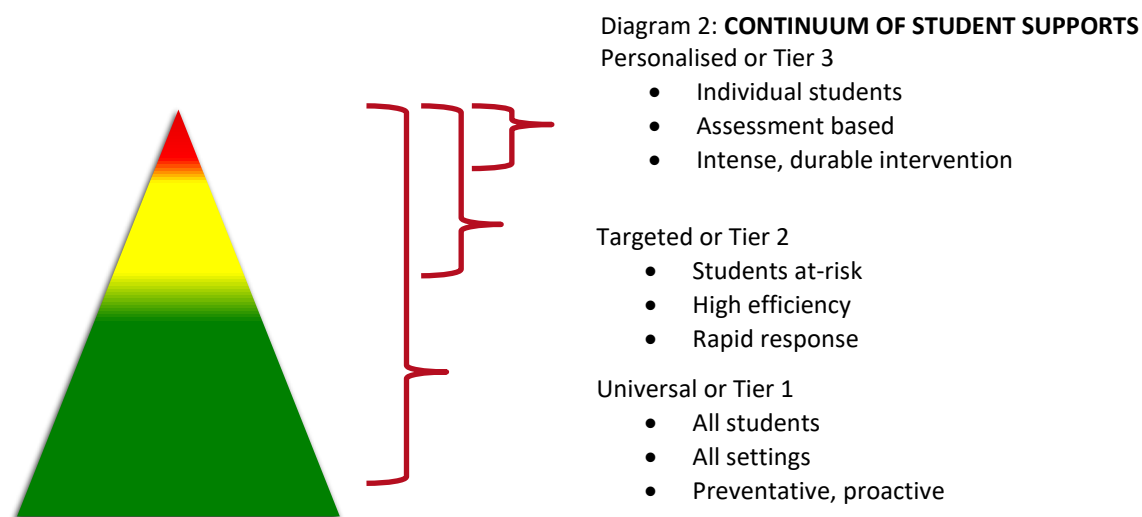 Diagram 2: CONTINUUM OF STUDENT SUPPORTS
Personalised or Tier 3
• Individual students
• Assessment based
• Intense, durable intervention
Targeted or Tier 2
• Students at-risk
• High efficiency
• Rapid response
Universal or Tier 1
• All students
• All settings
• Preventative, proactive